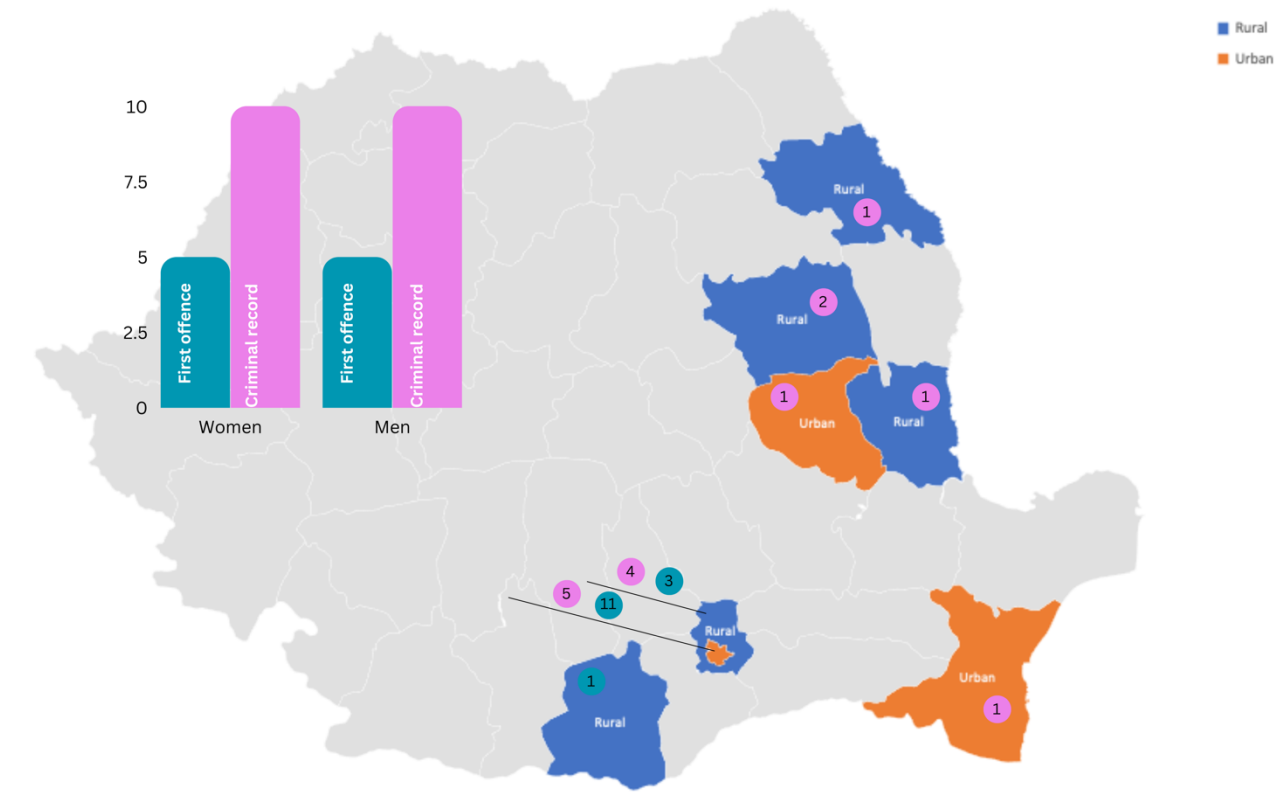 Rural
Urban
10
7.5
5
2.5
0
First offence
Criminal record
First offence
Criminal record
Women
Men
Rural
1
2
Rural
1
Urban
1
Rural
4
3
5
11
Rural
1
Rural
Urban
1